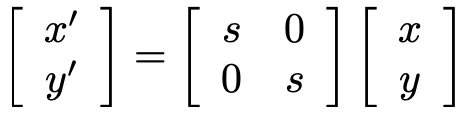 [ x′ ] = [ s 0 ] [ x ]
[ y′ ] [ 0 s ] [ y ]